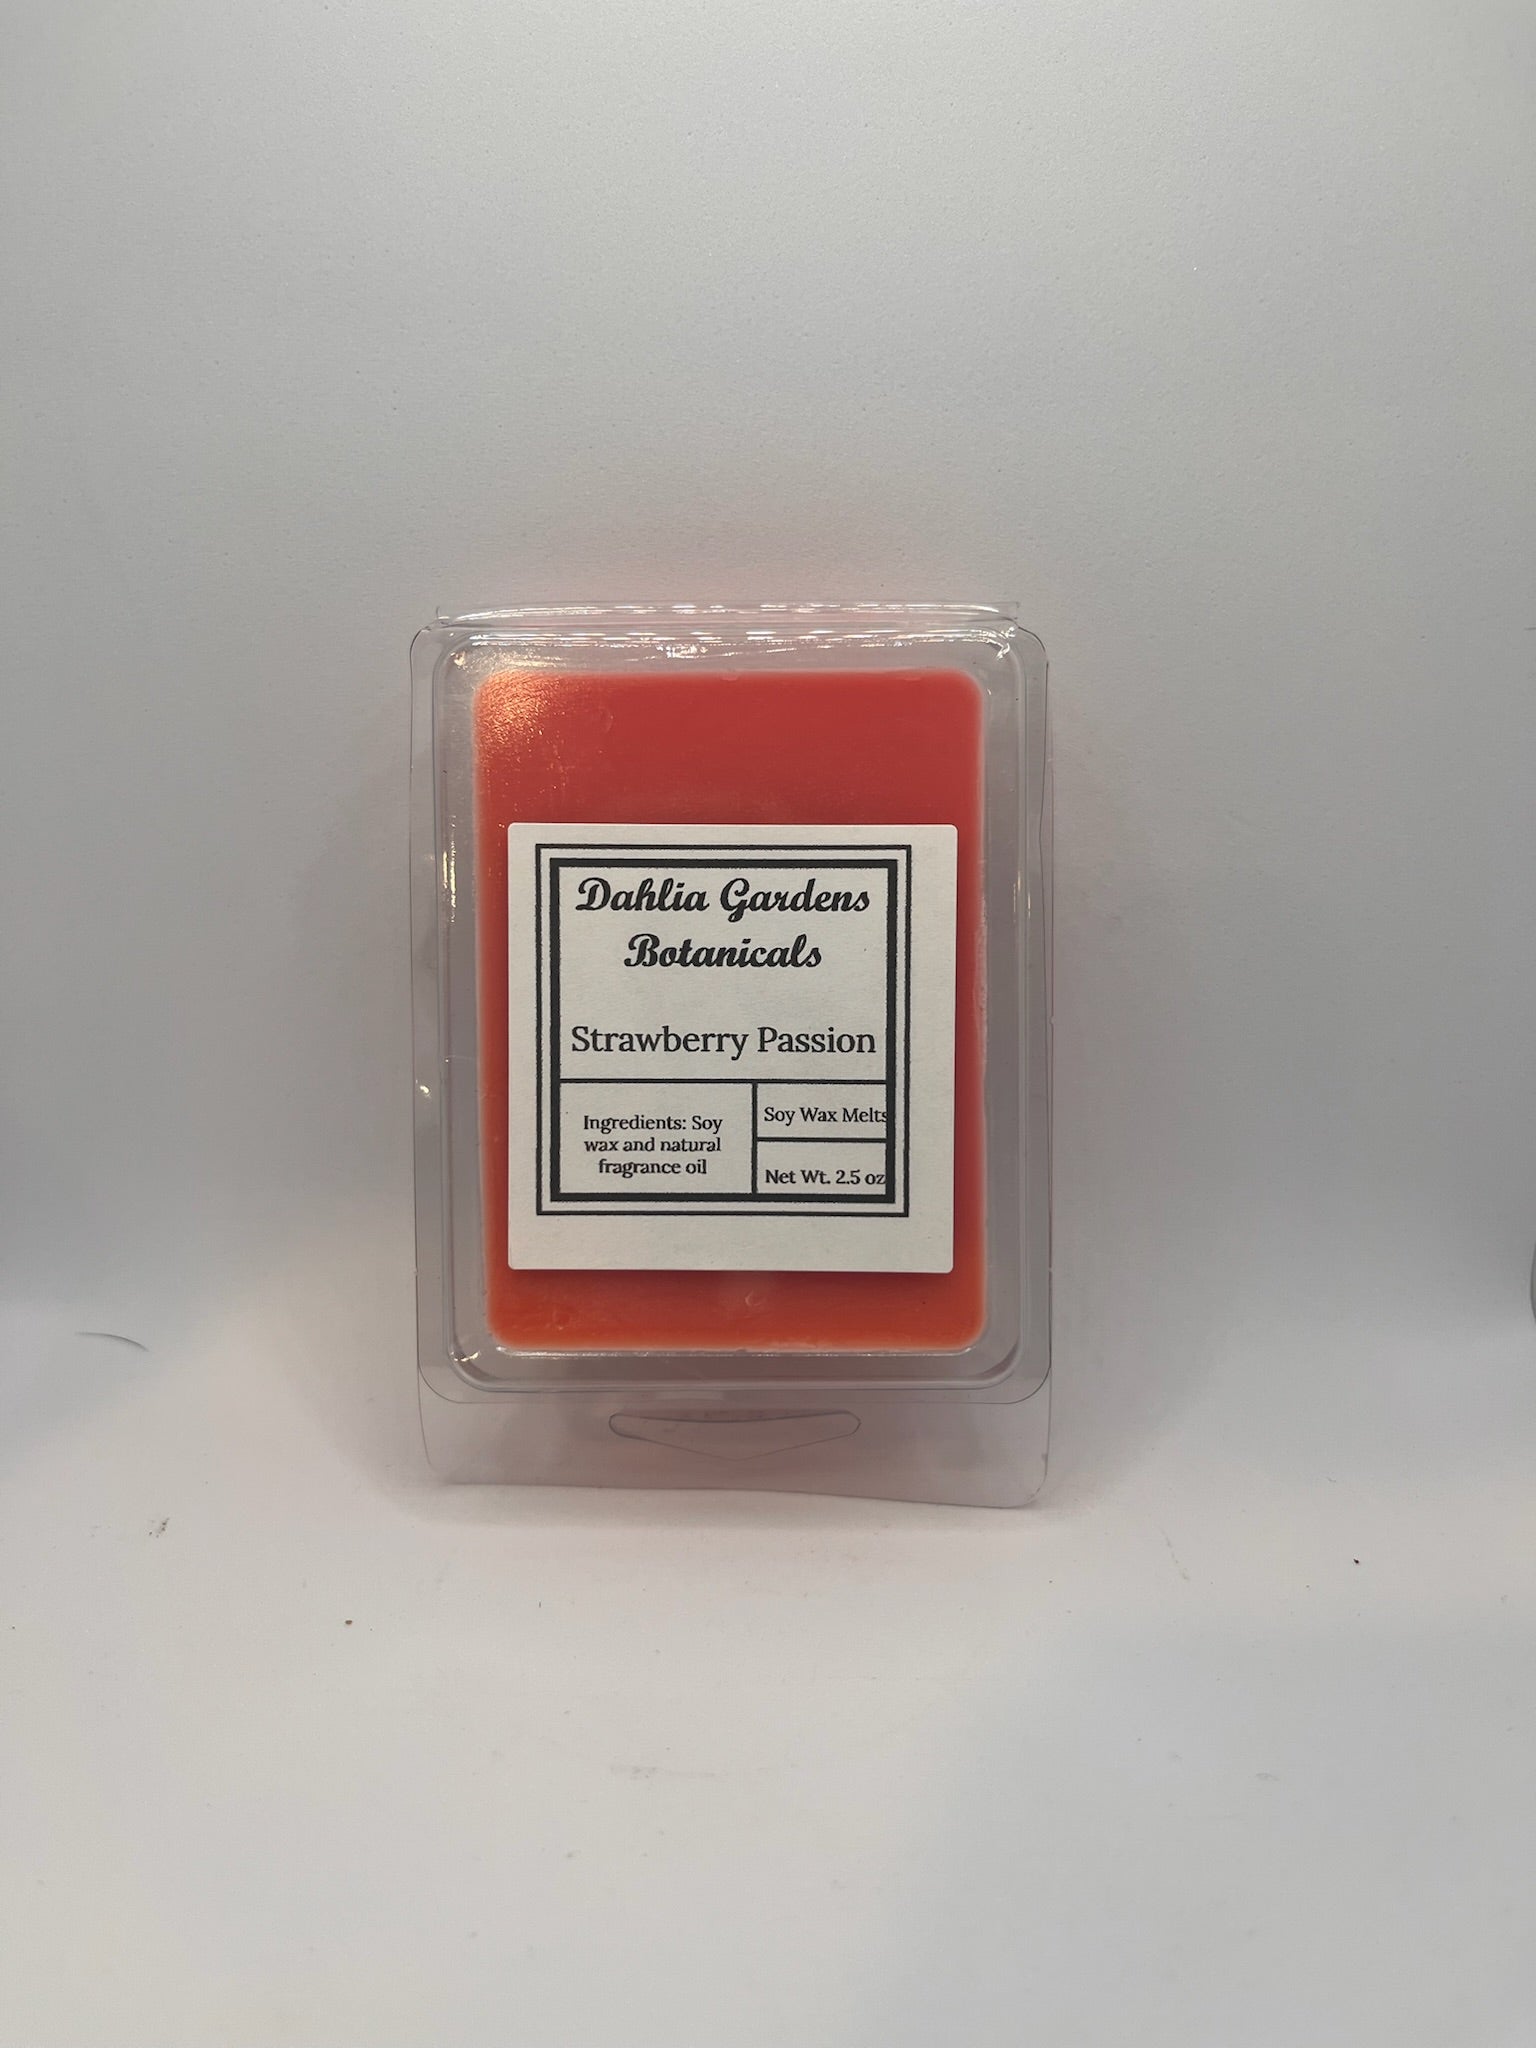 Dahlia Gardens
Botanicals
Strawberry Passion
Ingredients: Soy
wax and natural
fragrance oil
Soy Wax Melts
Net Wt. 2.5 oz